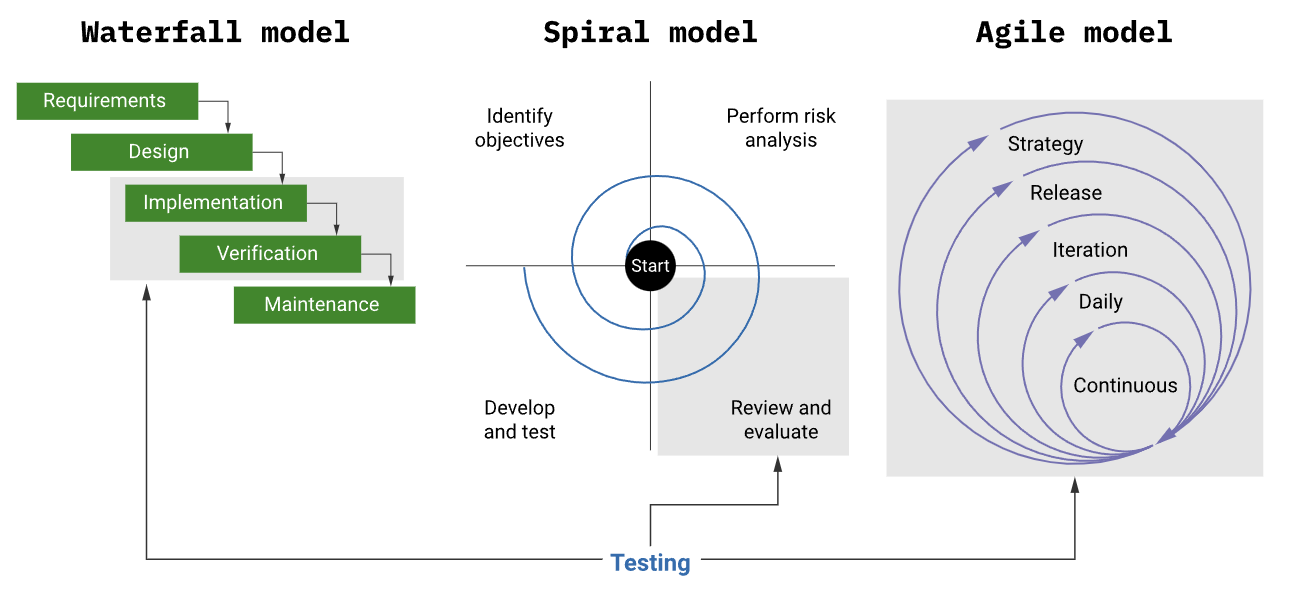 Waterfall model
Spiral model
Agile model
Requirements
Design
Implementation
Verification
Maintenance
Identify
objectives
Perform risk
analysis
Start
Develop
and test
Review and
evaluate
Strategy
Release
Iteration
Daily
Continuous
Testing